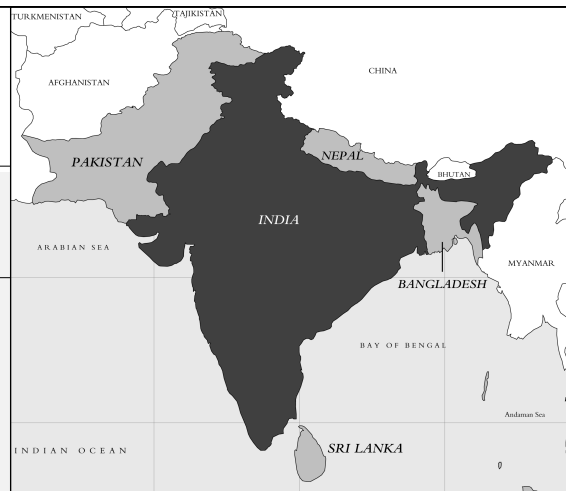 TURKMENISTAN
TAJIKISTAN
AFGHANISTAN
CHINA
PAKISTAN
NEPAL
BHUTAN
INDIA
ARABIAN SEA
MYANMAR
BANGLADESH
BAY OF BENGAL
Andaman Sea
SRI LANKA
INDIAN OCEAN